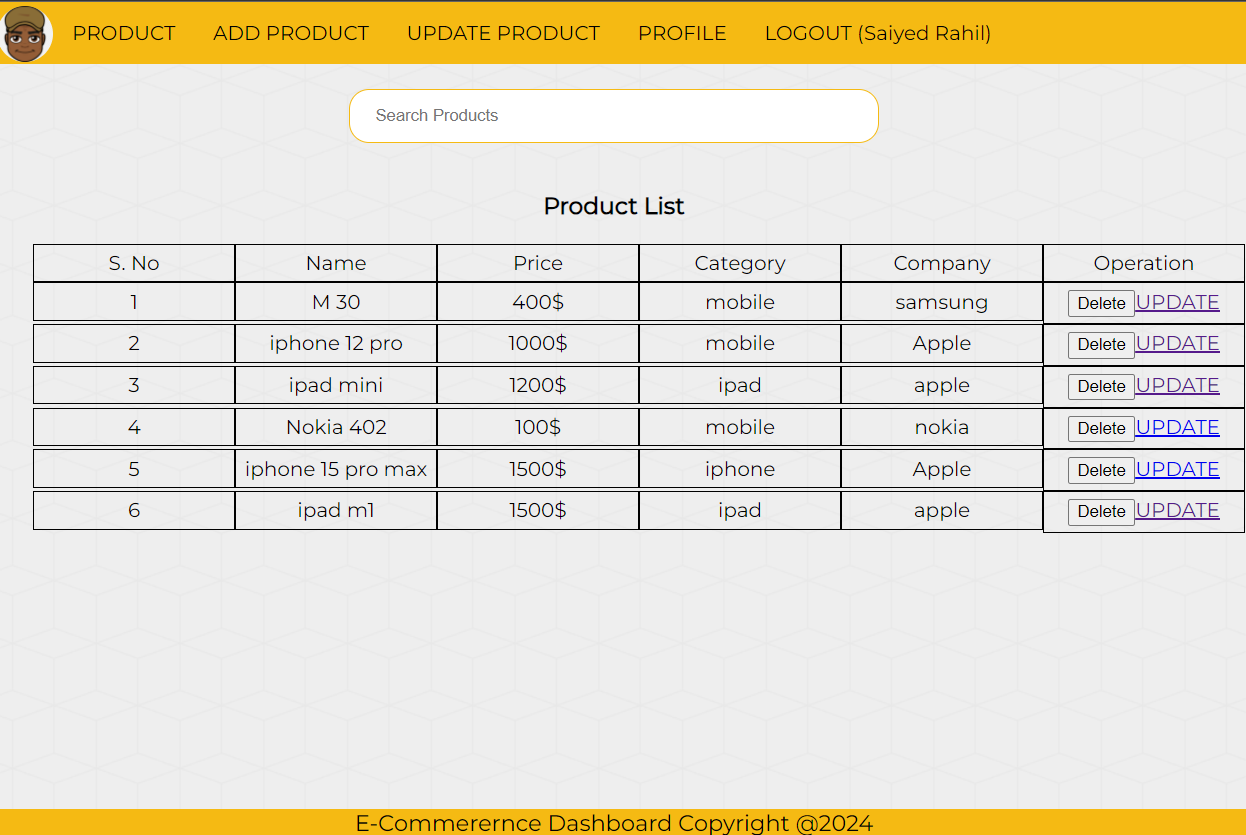 PRODUCT ADD PRODUCT UPDATE PRODUCT PROFILE LOGOUT (Saiyed Rahil)
Search Products
Product List
S. No Name Price Category Company Operation
1 M 30 400$ mobile samsung Delete UPDATE
2 iphone 12 pro 1000$ mobile Apple Delete UPDATE
3 ipad mini 1200$ ipad apple Delete UPDATE
4 Nokia 402 100$ mobile nokia Delete UPDATE
5 iphone 15 pro max 1500$ iphone Apple Delete UPDATE
6 ipad m1 1500$ ipad apple Delete UPDATE
E-Commerernce Dashboard Copyright @2024